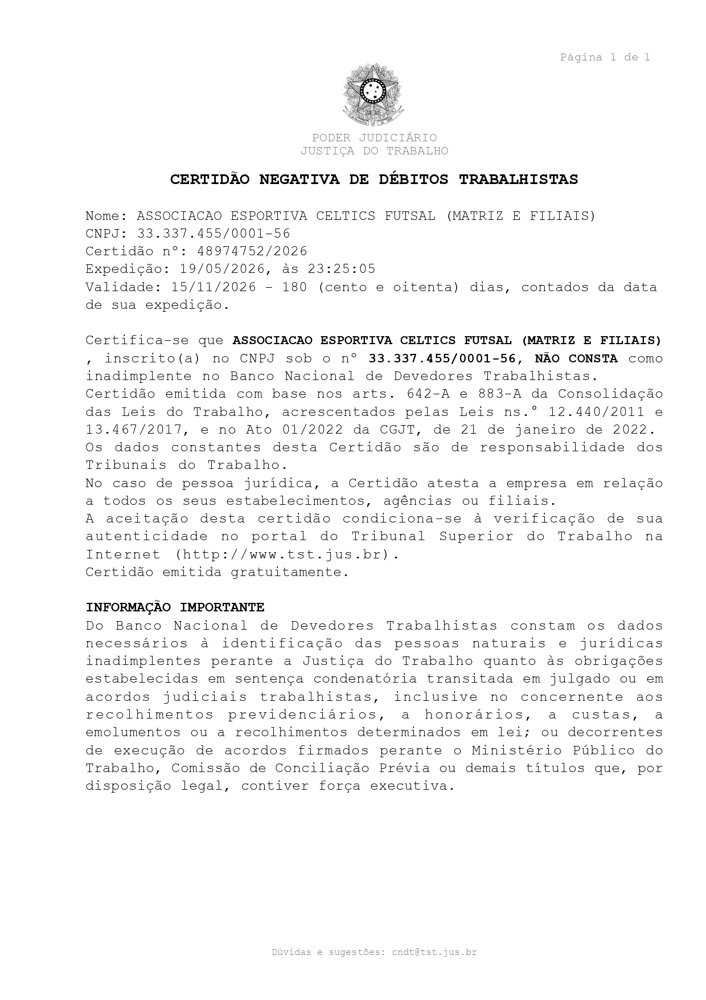 Página 1 de 1
PODER JUDICIÁRIO
JUSTIÇA DO TRABALHO
CERTIDÃO NEGATIVA DE DÉBITOS TRABALHISTAS
Nome: ASSOCIACAO ESPORTIVA CELTICS FUTSAL (MATRIZ E FILIAIS)
CNPJ: 33.337.455/0001-56
Certidão nº: 48974752/2026
Expedição: 19/05/2026, às 23:25:05
Validade: 15/11/2026 - 180 (cento e oitenta) dias, contados da data
de sua expedição.
Certifica-se que ASSOCIACAO ESPORTIVA CELTICS FUTSAL (MATRIZ E FILIAIS)
, inscrito(a) no CNPJ sob o nº 33.337.455/0001-56, NÃO CONSTA como
inadimplente no Banco Nacional de Devedores Trabalhistas.
Certidão emitida com base nos arts. 642-A e 883-A da Consolidação
das Leis do Trabalho, acrescentados pelas Leis ns.° 12.440/2011 e
13.467/2017, e no Ato 01/2022 da CGJT, de 21 de janeiro de 2022.
Os dados constantes desta Certidão são de responsabilidade dos
Tribunais do Trabalho.
No caso de pessoa jurídica, a Certidão atesta a empresa em relação
a todos os seus estabelecimentos, agências ou filiais.
A aceitação desta certidão condiciona-se à verificação de sua
autenticidade no portal do Tribunal Superior do Trabalho na
Internet (http://www.tst.jus.br).
Certidão emitida gratuitamente.
INFORMAÇÃO IMPORTANTE
Do Banco Nacional de Devedores Trabalhistas constam os dados
necessários à identificação das pessoas naturais e jurídicas
inadimplentes perante a Justiça do Trabalho quanto às obrigações
estabelecidas em sentença condenatória transitada em julgado ou em
acordos judiciais trabalhistas, inclusive no concernente aos
recolhimentos previdenciários, a honorários, a custas, a
emolumentos ou a recolhimentos determinados em lei; ou decorrentes
de execução de acordos firmados perante o Ministério Público do
Trabalho, Comissão de Conciliação Prévia ou demais títulos que, por
disposição legal, contiver força executiva.
Dúvidas e sugestões: cndt@tst.jus.br